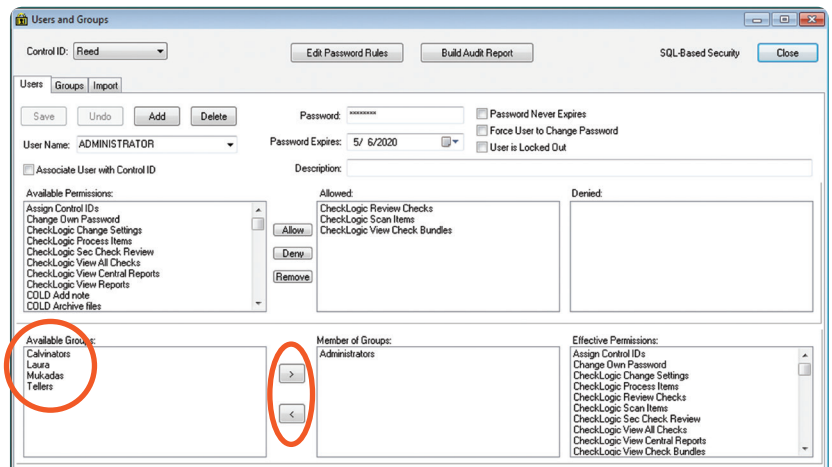 Users and Groups
Control ID: Reed
Edit Password Rules
Build Audit Report
SQL-Based Security
Close
Users Groups Import
Save Undo Add Delete
Password: ********
Password Never Expires
Force User to Change Password
User Name: ADMINISTRATOR
Password Expires: 5/ 6/2020
User is Locked Out
Associate User with Control ID
Description:
Available Permissions:
Assign Control IDs
Change Own Password
CheckLogic Change Settings
CheckLogic Process Items
CheckLogic Sec Check Review
CheckLogic View All Checks
CheckLogic View Central Reports
CheckLogic View Reports
COLD Add note
COLD Archive files
Allow
Deny
Remove
Allowed:
CheckLogic Review Checks
CheckLogic Scan Items
CheckLogic View Check Bundles
Denied:
Available Groups:
Calvinators
Laura
Mukadas
Tellers
>
<
Member of Groups:
Administrators
Effective Permissions:
Assign Control IDs
Change Own Password
CheckLogic Change Settings
CheckLogic Process Items
CheckLogic Review Checks
CheckLogic Scan Items
CheckLogic Sec Check Review
CheckLogic View All Checks
CheckLogic View Central Reports
CheckLogic View Check Bundles